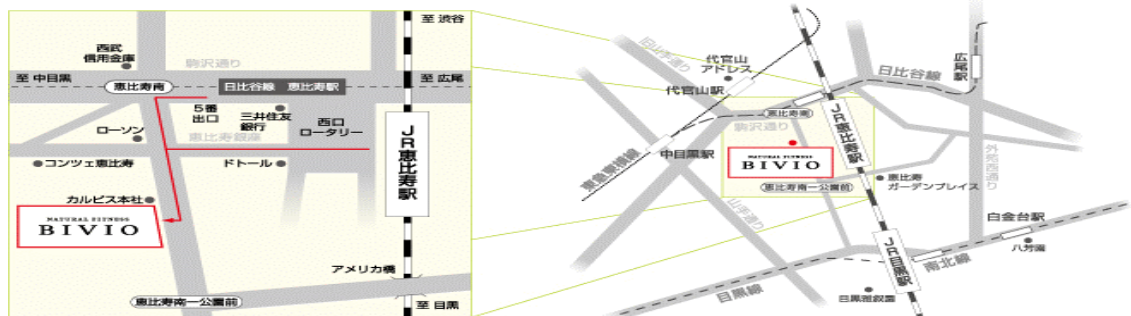 至 渋谷
西武
信用金庫
駒沢通り
至 中目黒
恵比寿南
日比谷線 恵比寿駅
至 広尾
5番
出口
三井住友
銀行
西口
ロータリー
ローソン
恵比寿銀座
JR恵比寿駅
コンツェ恵比寿
ドトール
カルピス本社
NATURAL FITNESS
BIVIO
アメリカ橋
恵比寿南一公園前
至 目黒
旧山手通り
代官山
アドレス
代官山駅
日比谷線
広尾駅
恵比寿南
駒沢通り
JR恵比寿駅
中目黒駅
東急東横線
NATURAL FITNESS
BIVIO
恵比寿南一公園前
恵比寿
ガーデンプレイス
外苑西通り
山手通り
白金台駅
八芳園
JR目黒駅
南北線
目黒線
目黒雅叙園